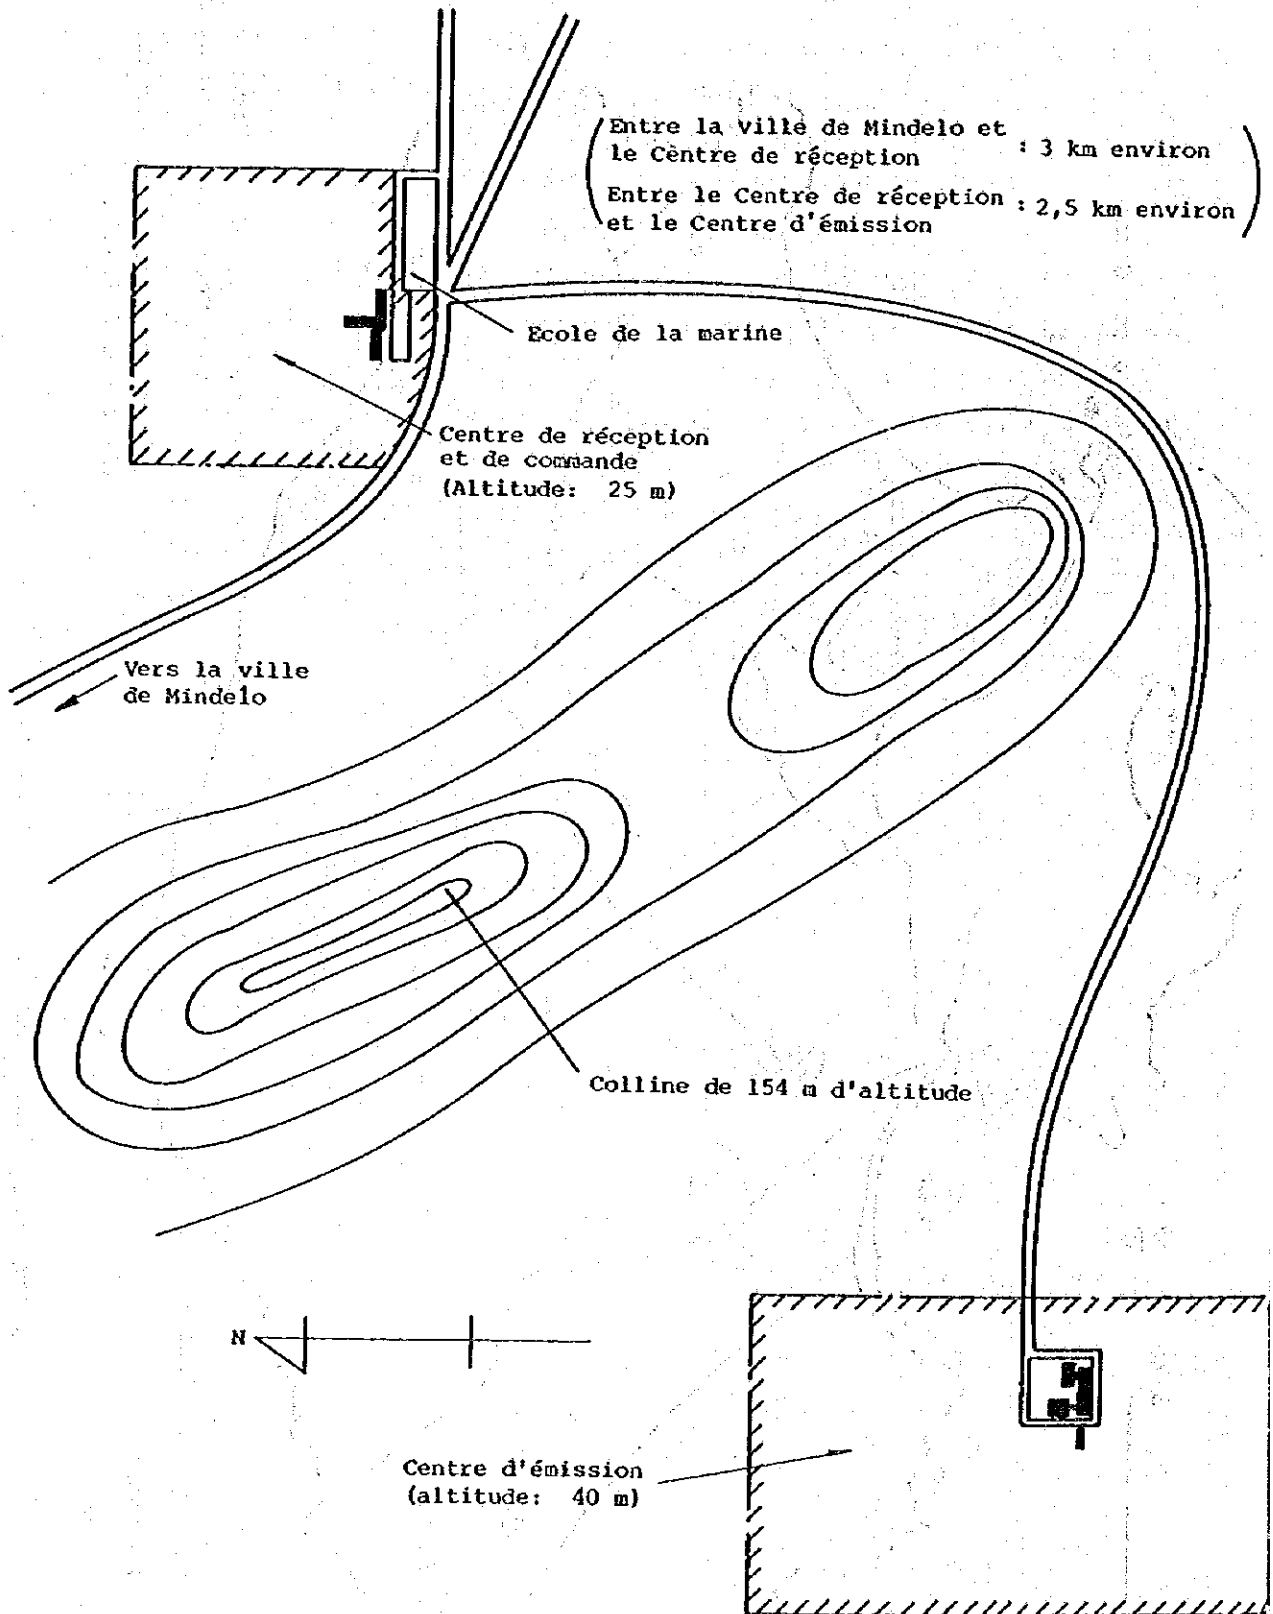 Entre la ville de Mindelo et
le Centre de réception : 3 km environ
Entre le Centre de réception : 2,5 km environ
et le Centre d'émission
Ecole de la marine
Centre de réception
et de commande
(Altitude: 25 m)
Vers la ville
de Mindelo
Colline de 154 m d'altitude
N
Centre d'émission
(altitude: 40 m)